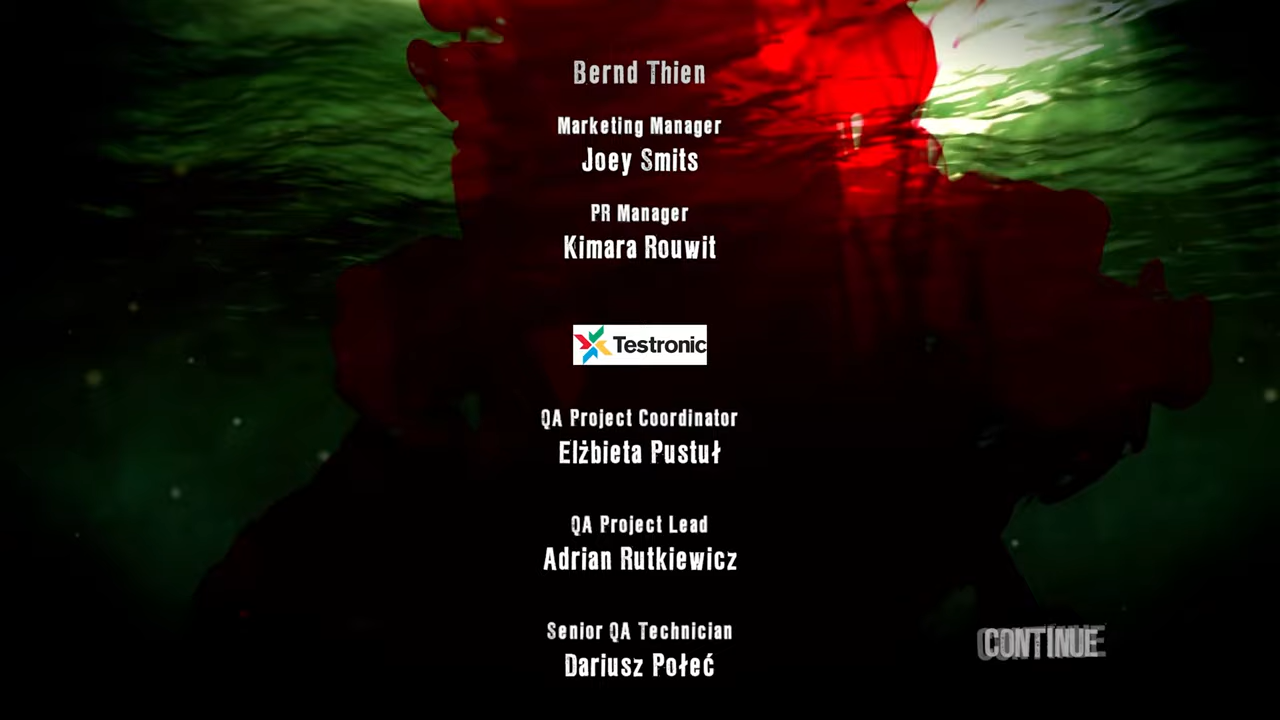 Bernd Thien
Marketing Manager
Joey Smits
PR Manager
Kimara Rouwit
Testronic
QA Project Coordinator
Elżbieta Pustuł
QA Project Lead
Adrian Rutkiewicz
Senior QA Technician
Dariusz Połeć
CONTINUE